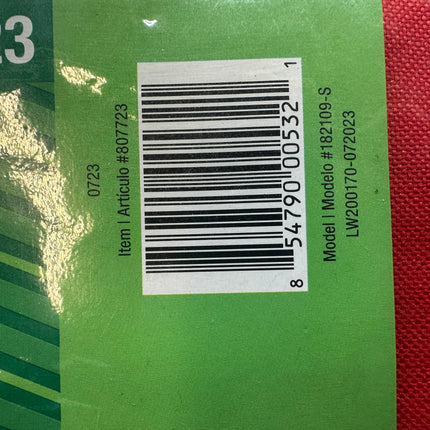 23
0723
Item | Artículo #807723
8 54790 00532 1
Model | Modelo #182109-S
LW200170-072023